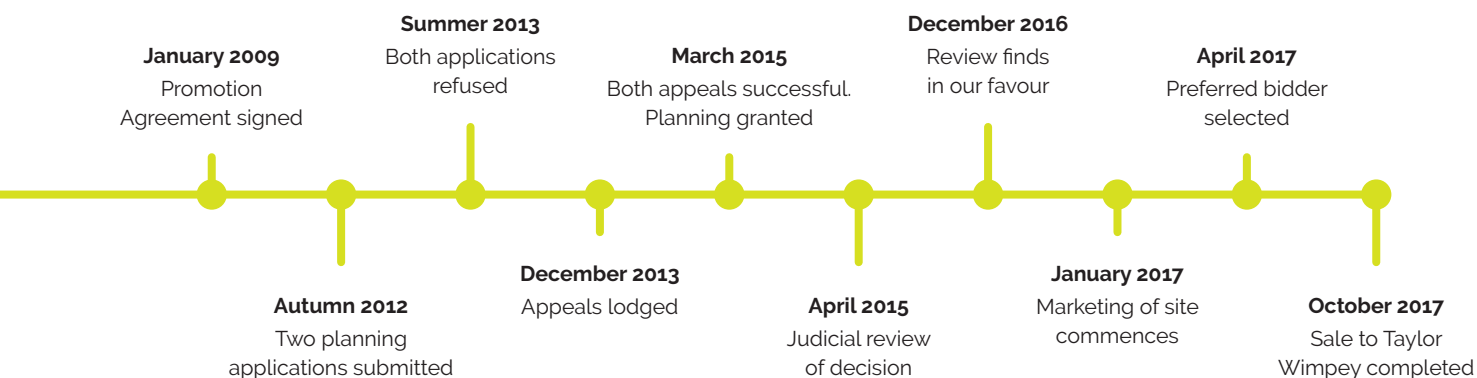 January 2009
Promotion
Agreement signed
Autumn 2012
Two planning
applications submitted
Summer 2013
Both applications
refused
December 2013
Appeals lodged
March 2015
Both appeals successful.
Planning granted
April 2015
Judicial review
of decision
December 2016
Review finds
in our favour
January 2017
Marketing of site
commences
April 2017
Preferred bidder
selected
October 2017
Sale to Taylor
Wimpey completed